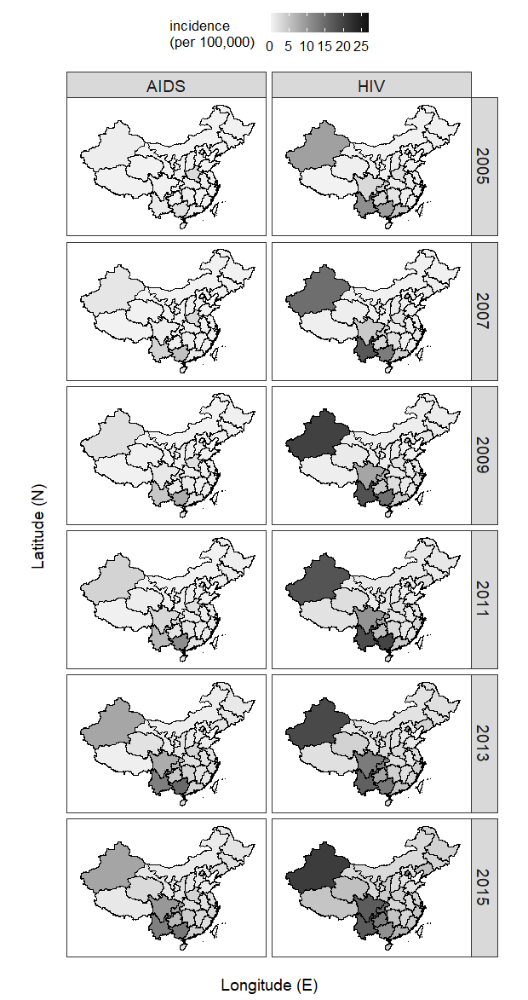 incidence
(per 100,000)
0 5 10 15 20 25
AIDS HIV
2005
2007
2009
2011
2013
2015
Latitude (N)
Longitude (E)